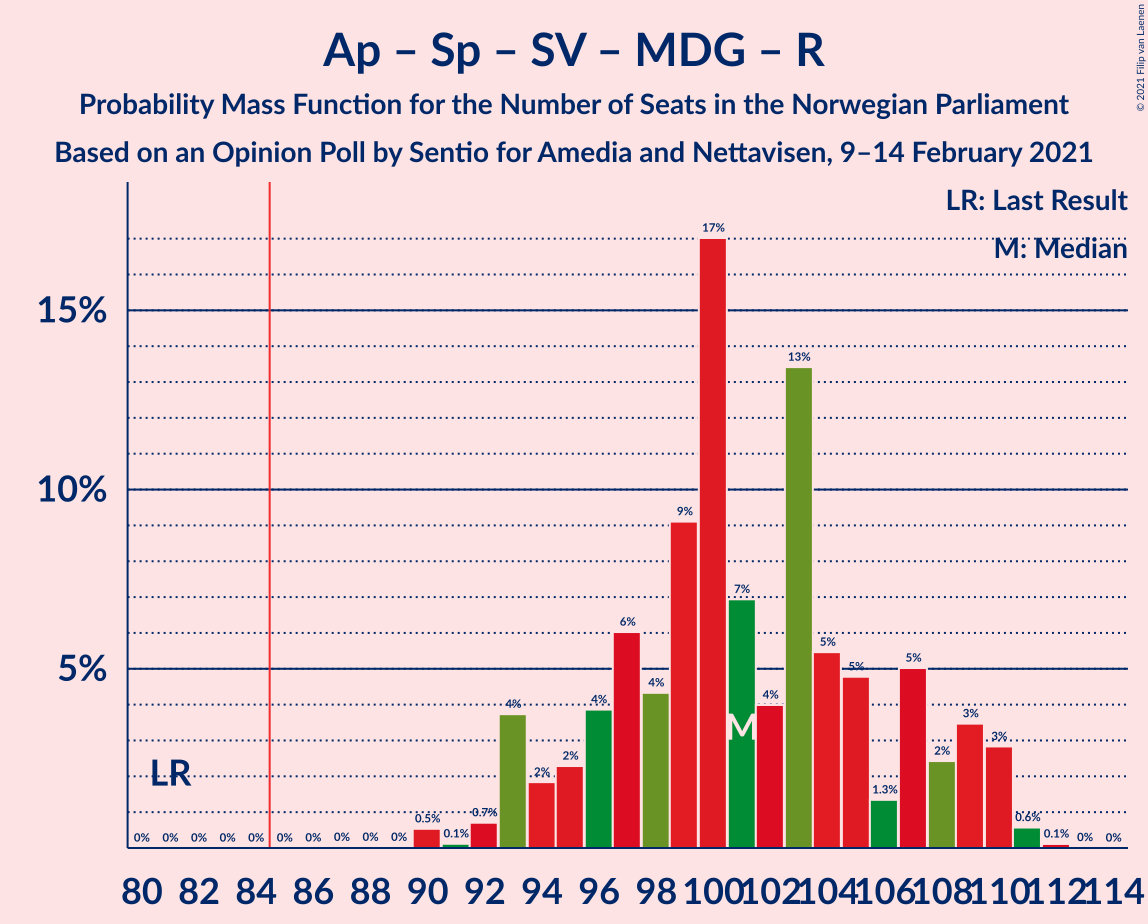 Ap – Sp – SV – MDG – R
Probability Mass Function for the Number of Seats in the Norwegian Parliament
Based on an Opinion Poll by Sentio for Amedia and Nettavisen, 9–14 February 2021
© 2021 Filip van Laenen
LR: Last Result
M: Median
15%
10%
5%
LR
M
0% 0% 0% 0% 0% 0% 0% 0% 0% 0% 0.5% 0.1% 0.7% 4% 2% 2% 4% 6% 4% 9% 17% 7% 4% 13% 5% 5% 1.3% 5% 2% 3% 3% 0.6% 0.1% 0% 0%
80 82 84 86 88 90 92 94 96 98 100 102 104 106 108 110 112 114